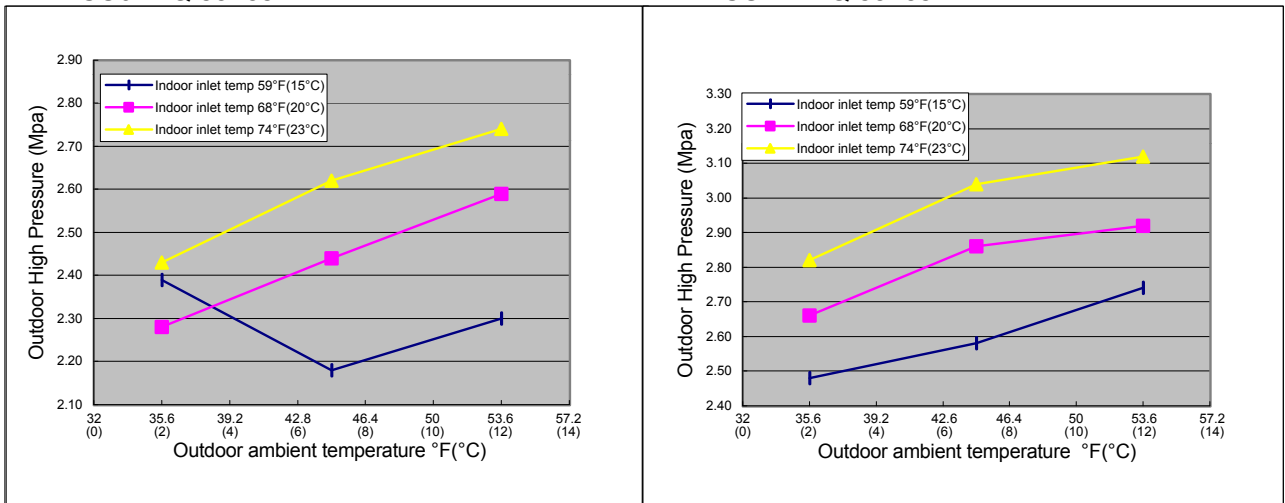 2.90
2.80
2.70
2.60
2.50
2.40
2.30
2.20
2.10
Outdoor High Pressure (Mpa)
Indoor inlet temp 59°F(15°C)
Indoor inlet temp 68°F(20°C)
Indoor inlet temp 74°F(23°C)
32 35.6 39.2 42.8 46.4 50 53.6 57.2
(0) (2) (4) (6) (8) (10) (12) (14)
Outdoor ambient temperature °F(°C)
3.30
3.20
3.10
3.00
2.90
2.80
2.70
2.60
2.50
2.40
Outdoor High Pressure (Mpa)
Indoor inlet temp 59°F(15°C)
Indoor inlet temp 68°F(20°C)
Indoor inlet temp 74°F(23°C)
32 35.6 39.2 42.6 46.4 50 53.6 57.2
(0) (2) (4) (6) (8) (10) (12) (14)
Outdoor ambient temperature °F(°C)